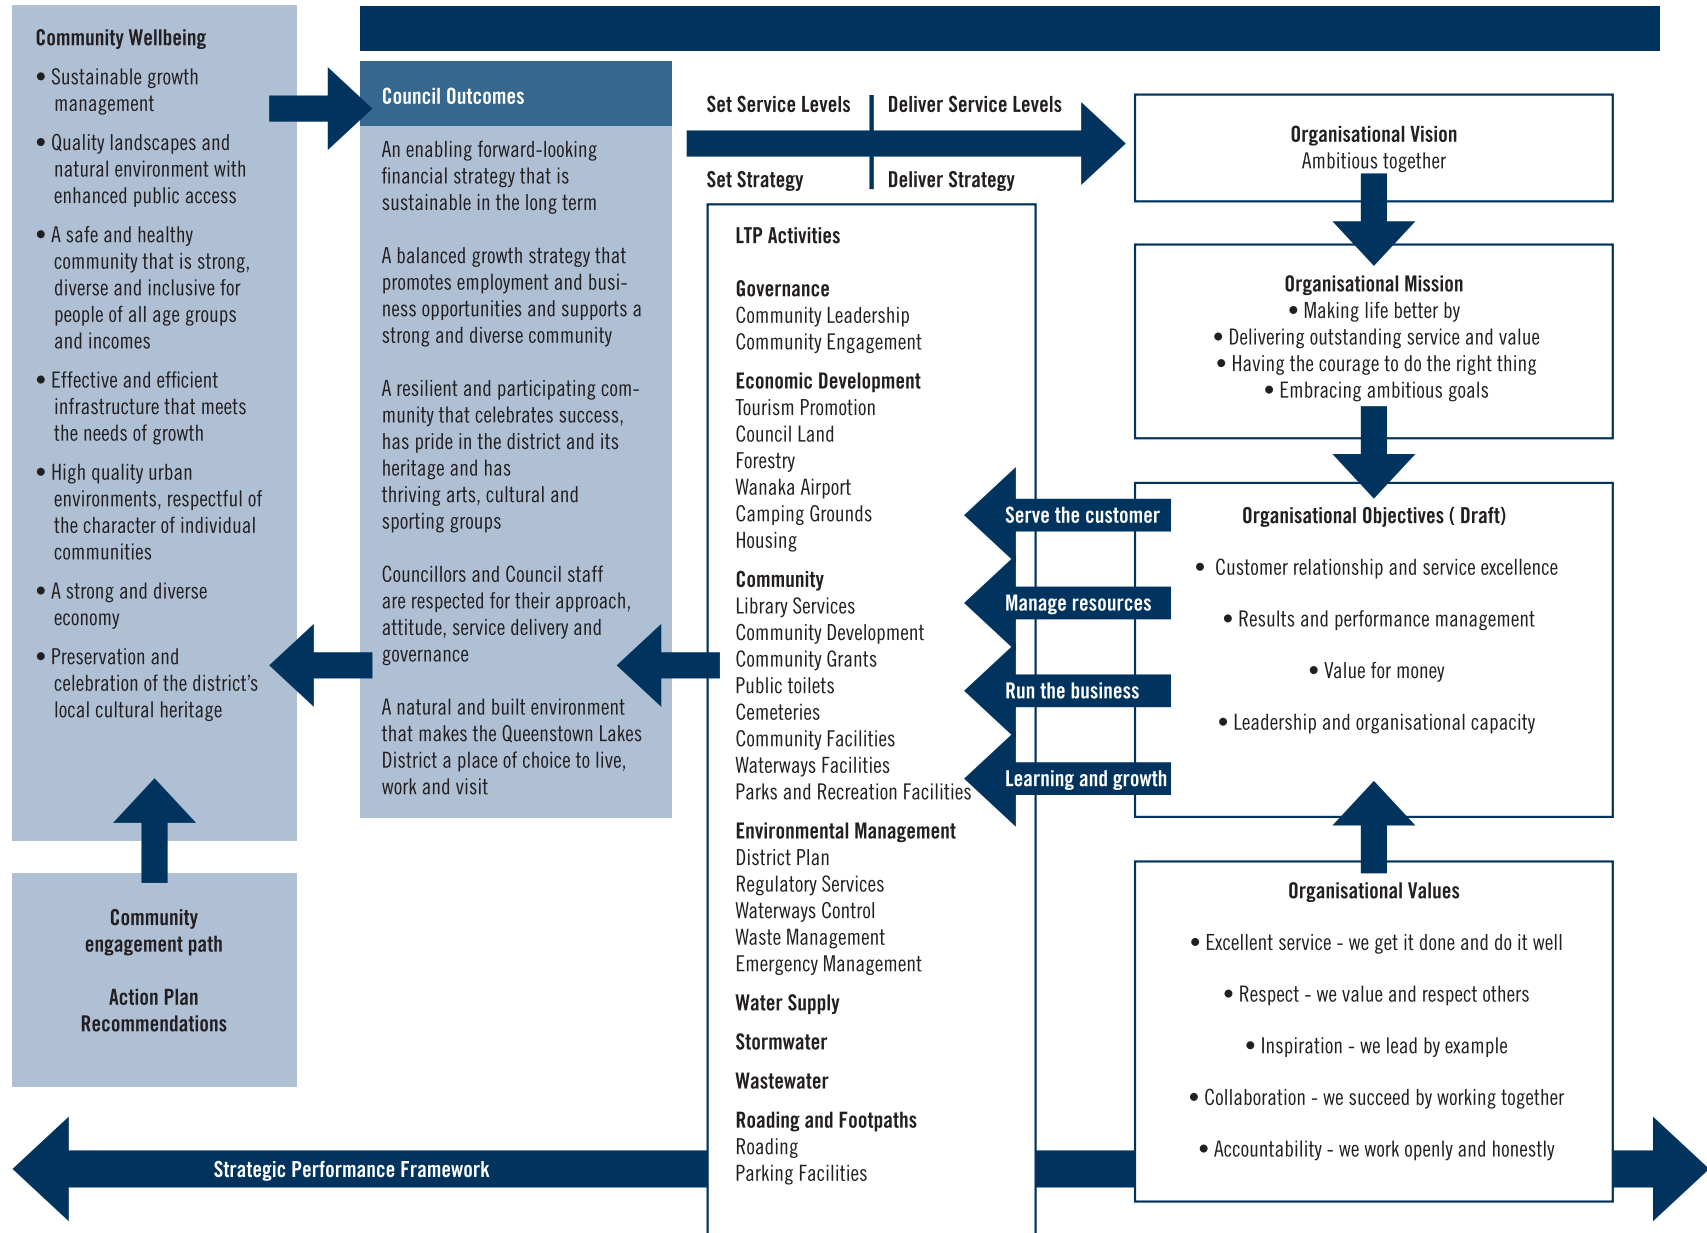 Community Wellbeing
• Sustainable growth
management
• Quality landscapes and
natural environment with
enhanced public access
• A safe and healthy
community that is strong,
diverse and inclusive for
people of all age groups
and incomes
• Effective and efficient
infrastructure that meets
the needs of growth
• High quality urban
environments, respectful of
the character of individual
communities
• A strong and diverse
economy
• Preservation and
celebration of the district's
local cultural heritage
Community
engagement path
Action Plan
Recommendations
Council Outcomes
An enabling forward-looking
financial strategy that is
sustainable in the long term
A balanced growth strategy that
promotes employment and busi-
ness opportunities and supports a
strong and diverse community
A resilient and participating com-
munity that celebrates success,
has pride in the district and its
heritage and has
thriving arts, cultural and
sporting groups
Councillors and Council staff
are respected for their approach,
attitude, service delivery and
governance
A natural and built environment
that makes the Queenstown Lakes
District a place of choice to live,
work and visit
Set Service Levels
Deliver Service Levels
Set Strategy
Deliver Strategy
LTP Activities
Governance
Community Leadership
Community Engagement
Economic Development
Tourism Promotion
Council Land
Forestry
Wanaka Airport
Camping Grounds
Housing
Community
Library Services
Community Development
Community Grants
Public toilets
Cemeteries
Community Facilities
Waterways Facilities
Parks and Recreation Facilities
Environmental Management
District Plan
Regulatory Services
Waterways Control
Waste Management
Emergency Management
Water Supply
Stormwater
Wastewater
Roading and Footpaths
Roading
Parking Facilities
Serve the customer
Manage resources
Run the business
Learning and growth
Organisational Vision
Ambitious together
Organisational Mission
• Making life better by
• Delivering outstanding service and value
• Having the courage to do the right thing
• Embracing ambitious goals
Organisational Objectives ( Draft)
• Customer relationship and service excellence
• Results and performance management
• Value for money
• Leadership and organisational capacity
Organisational Values
• Excellent service - we get it done and do it well
• Respect - we value and respect others
• Inspiration - we lead by example
• Collaboration - we succeed by working together
• Accountability - we work openly and honestly
Strategic Performance Framework